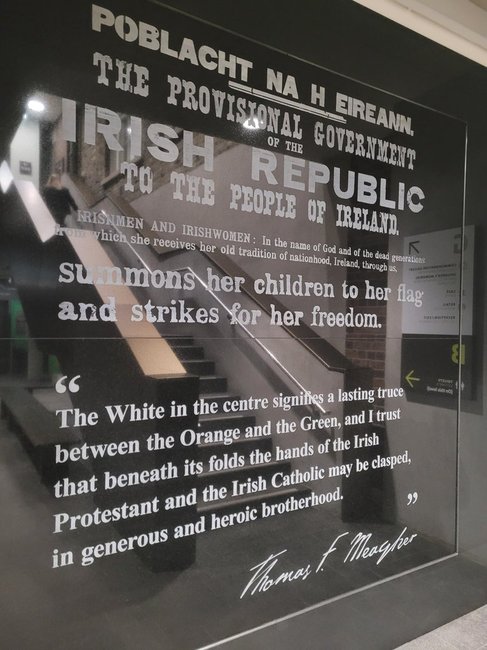 POBLACHT NA H EIREANN.
THE PROVISIONAL GOVERNMENT
OF THE
IRISH REPUBLIC
TO THE PEOPLE OF IRELAND.
IRISHMEN AND IRISHWOMEN: In the name of God and of the dead generations
from which she receives her old tradition of nationhood, Ireland, through us,
summons her children to her flag
and strikes for her freedom.
“
The White in the centre signifies a lasting truce
between the Orange and the Green, and I trust
that beneath its folds the hands of the Irish
Protestant and the Irish Catholic may be clasped,
in generous and heroic brotherhood.
”
Thomas F. Meagher